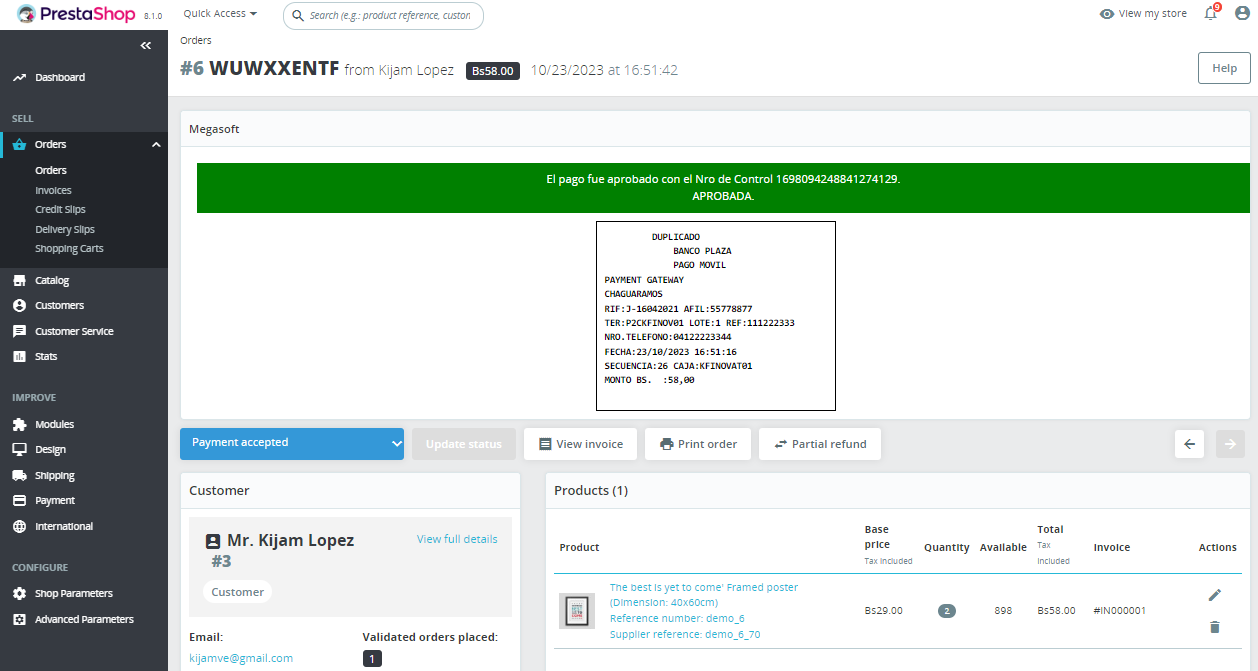 PrestaShop 8.1.0
Quick Access
Search (e.g.: product reference, custon
View my store
9
Orders
#6 WUWXXENTF from Kijam Lopez Bs58.00 10/23/2023 at 16:51:42
Help
Dashboard
SELL
Orders
Orders
Invoices
Credit Slips
Delivery Slips
Shopping Carts
Catalog
Customers
Customer Service
Stats
IMPROVE
Modules
Design
Shipping
Payment
International
CONFIGURE
Shop Parameters
Advanced Parameters
Megasoft
El pago fue aprobado con el Nro de Control 1698094248841274129.
APROBADA.
DUPLICADO
BANCO PLAZA
PAGO MOVIL
PAYMENT GATEWAY
CHAGUARAMOS
RIF:J-16042021 AFIL:55778877
TER:P2CKFINOV01 LOTE:1 REF:111222333
NRO.TELEFONO:04122223344
FECHA:23/10/2023 16:51:16
SECUENCIA:26 CAJA:KFINOVAT01
MONTO BS. :58,00
Payment accepted
Update status
View invoice
Print order
Partial refund
Customer
Mr. Kijam Lopez
#3
View full details
Customer
Email:
kijamve@gmail.com
Validated orders placed:
1
Products (1)
Product
Base price
Tax included
Quantity
Available
Total
Tax included
Invoice
Actions
The best is yet to come' Framed poster
(Dimension: 40x60cm)
Reference number: demo_6
Supplier reference: demo_6_70
Bs29.00
2
898
Bs58.00
#IN000001